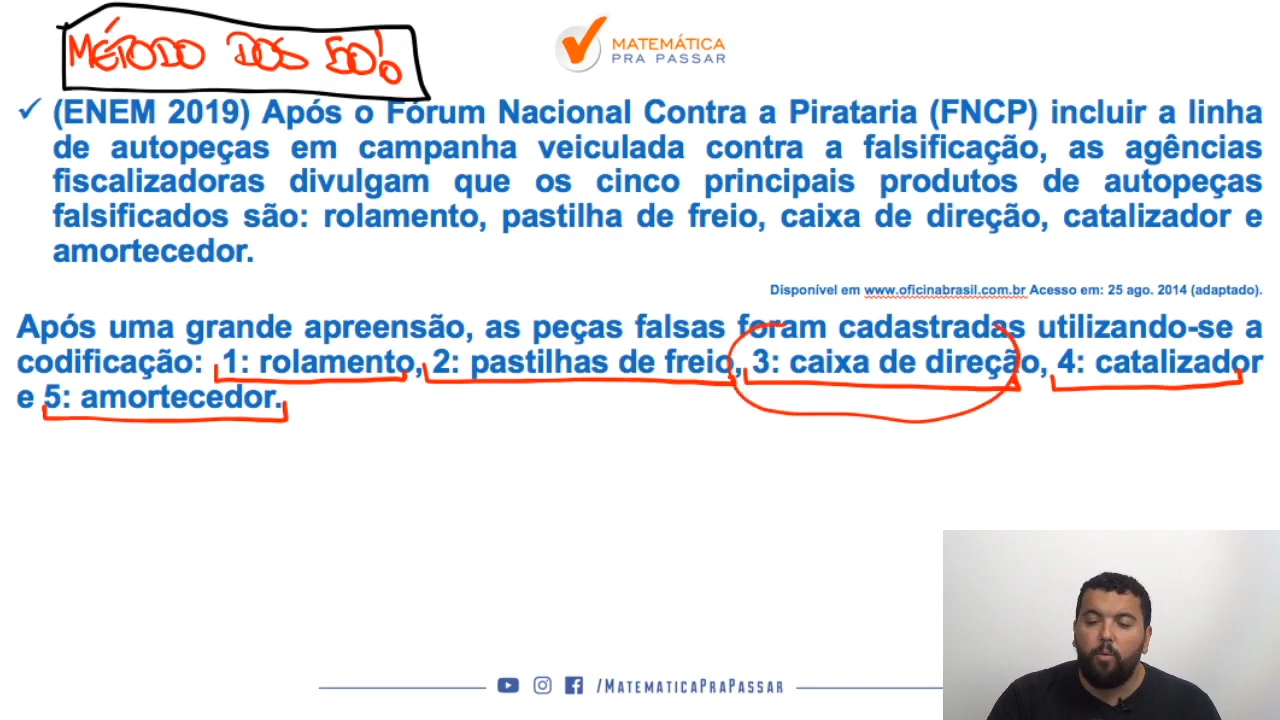 MÉTODO DOS 50!
MATEMÁTICA
PRA PASSAR
✓ (ENEM 2019) Após o Fórum Nacional Contra a Pirataria (FNCP) incluir a linha
de autopeças em campanha veiculada contra a falsificação, as agências
fiscalizadoras divulgam que os cinco principais produtos de autopeças
falsificados são: rolamento, pastilha de freio, caixa de direção, catalizador e
amortecedor.
Disponível em www.oficinabrasil.com.br Acesso em: 25 ago. 2014 (adaptado).
Após uma grande apreensão, as peças falsas foram cadastradas utilizando-se a
codificação: 1: rolamento, 2: pastilhas de freio, 3: caixa de direção, 4: catalizador
e 5: amortecedor.
/MATEMATICAPRAPASSAR